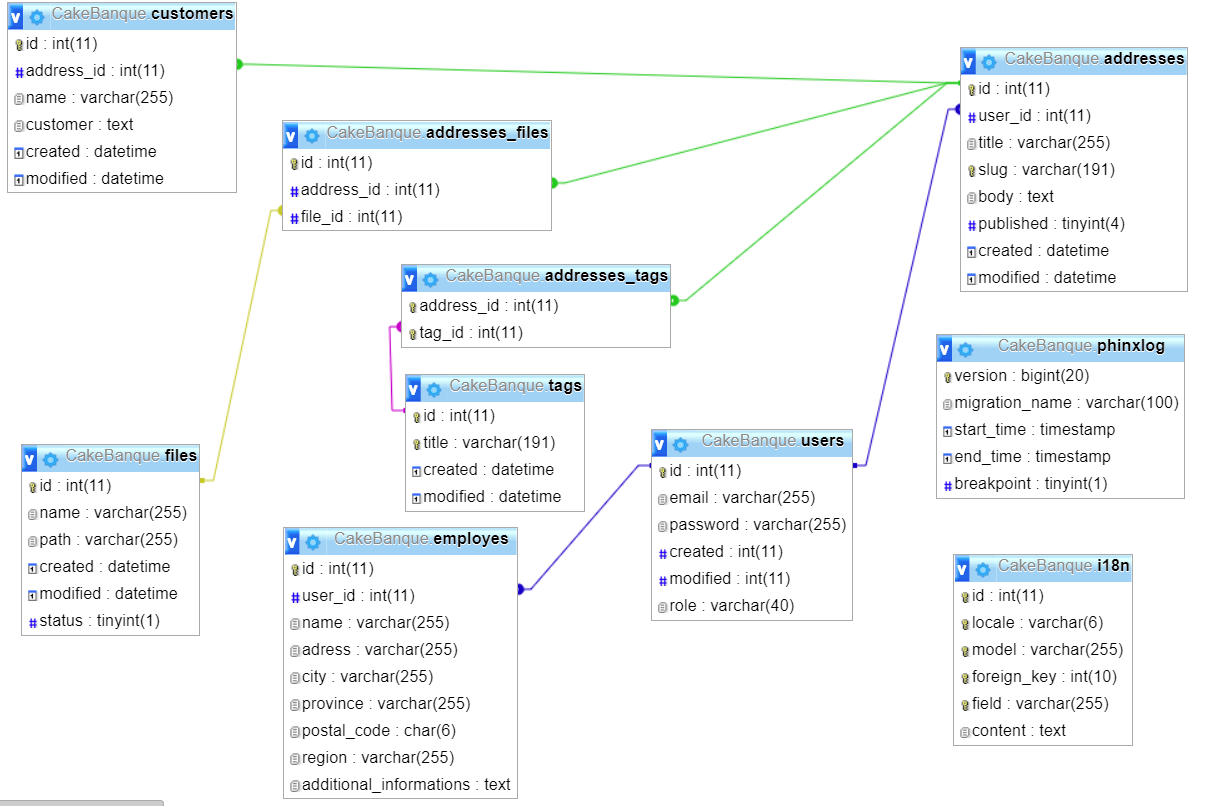 CakeBanque customers
id : int(11)
address_id : int(11)
name : varchar(255)
customer : text
created : datetime
modified : datetime
CakeBanque addresses
id : int(11)
user_id : int(11)
title : varchar(255)
slug : varchar(191)
body : text
published : tinyint(4)
created : datetime
modified : datetime
CakeBanque addresses_files
id : int(11)
address_id : int(11)
file_id : int(11)
CakeBanque addresses_tags
address_id : int(11)
tag_id : int(11)
CakeBanque phinxlog
version : bigint(20)
migration_name : varchar(100)
start_time : timestamp
end_time : timestamp
breakpoint : tinyint(1)
CakeBanque tags
id : int(11)
title : varchar(191)
created : datetime
modified : datetime
CakeBanque files
id : int(11)
name : varchar(255)
path : varchar(255)
created : datetime
modified : datetime
status : tinyint(1)
CakeBanque users
id : int(11)
email : varchar(255)
password : varchar(255)
created : int(11)
modified : int(11)
role : varchar(40)
CakeBanque employes
id : int(11)
user_id : int(11)
name : varchar(255)
adress : varchar(255)
city : varchar(255)
province : varchar(255)
postal_code : char(6)
region : varchar(255)
additional_informations : text
CakeBanque i18n
id : int(11)
locale : varchar(6)
model : varchar(255)
foreign_key : int(10)
field : varchar(255)
content : text